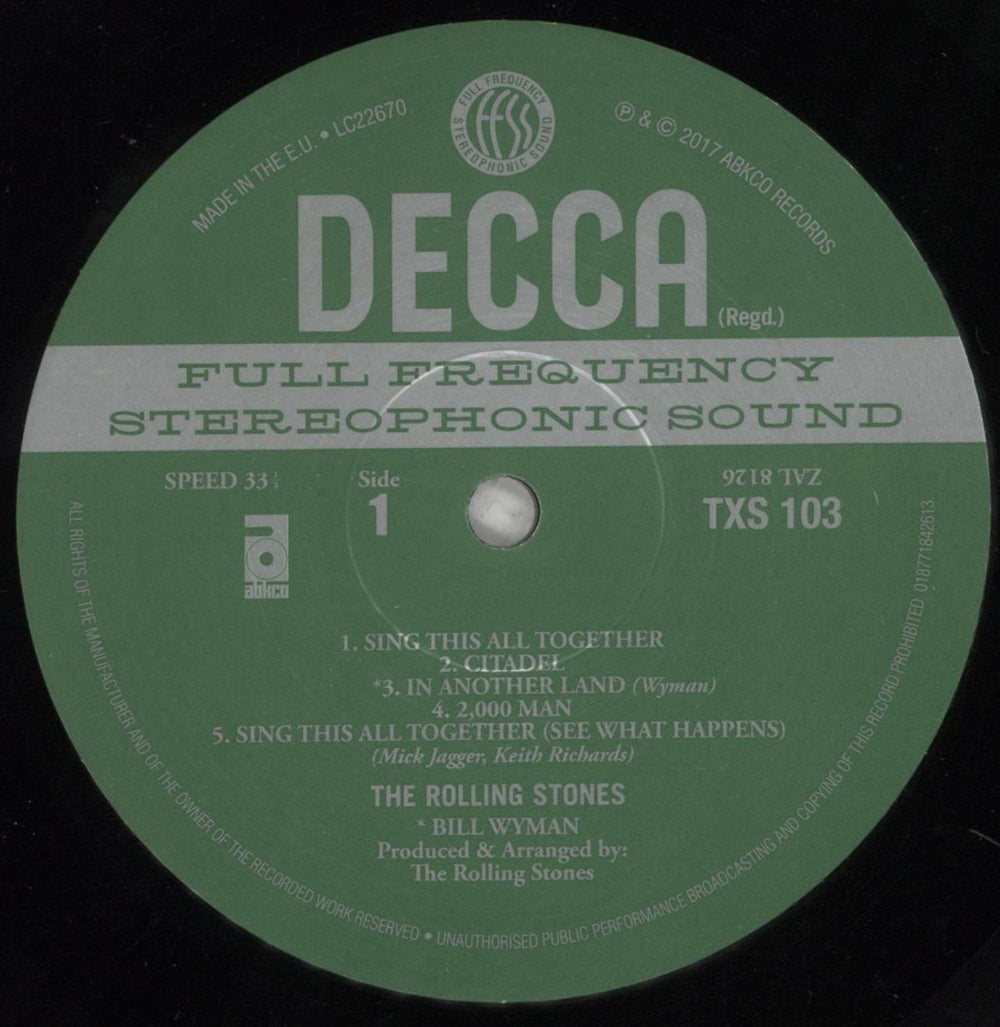 FULL FREQUENCY
ffss
STEREOPHONIC SOUND
MADE IN THE E.U. • LC22670
℗ & © 2017 ABKCO RECORDS
DECCA
(Regd.)
FULL FREQUENCY
STEREOPHONIC SOUND
SPEED 33⅓
Side
1
ZAL 8126
TXS 103
abkco
1. SING THIS ALL TOGETHER
2. CITADEL
*3. IN ANOTHER LAND (Wyman)
4. 2,000 MAN
5. SING THIS ALL TOGETHER (SEE WHAT HAPPENS)
(Mick Jagger, Keith Richards)
THE ROLLING STONES
* BILL WYMAN
Produced & Arranged by:
The Rolling Stones
ALL RIGHTS OF THE MANUFACTURER AND OF THE OWNER OF THE RECORDED WORK RESERVED • UNAUTHORISED PUBLIC PERFORMANCE BROADCASTING AND COPYING OF THIS RECORD PROHIBITED. 018771842613